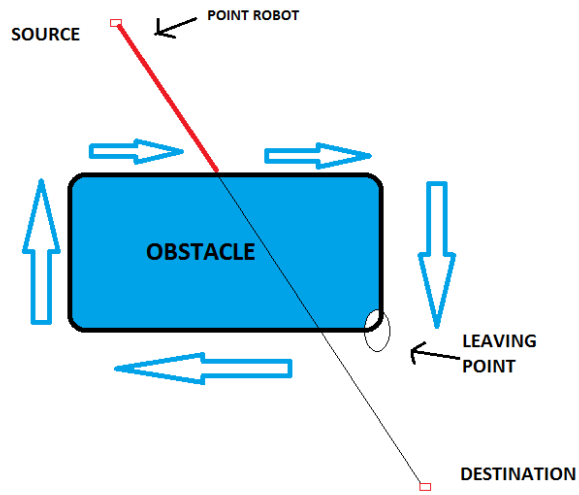 POINT ROBOT
SOURCE
OBSTACLE
LEAVING
POINT
DESTINATION